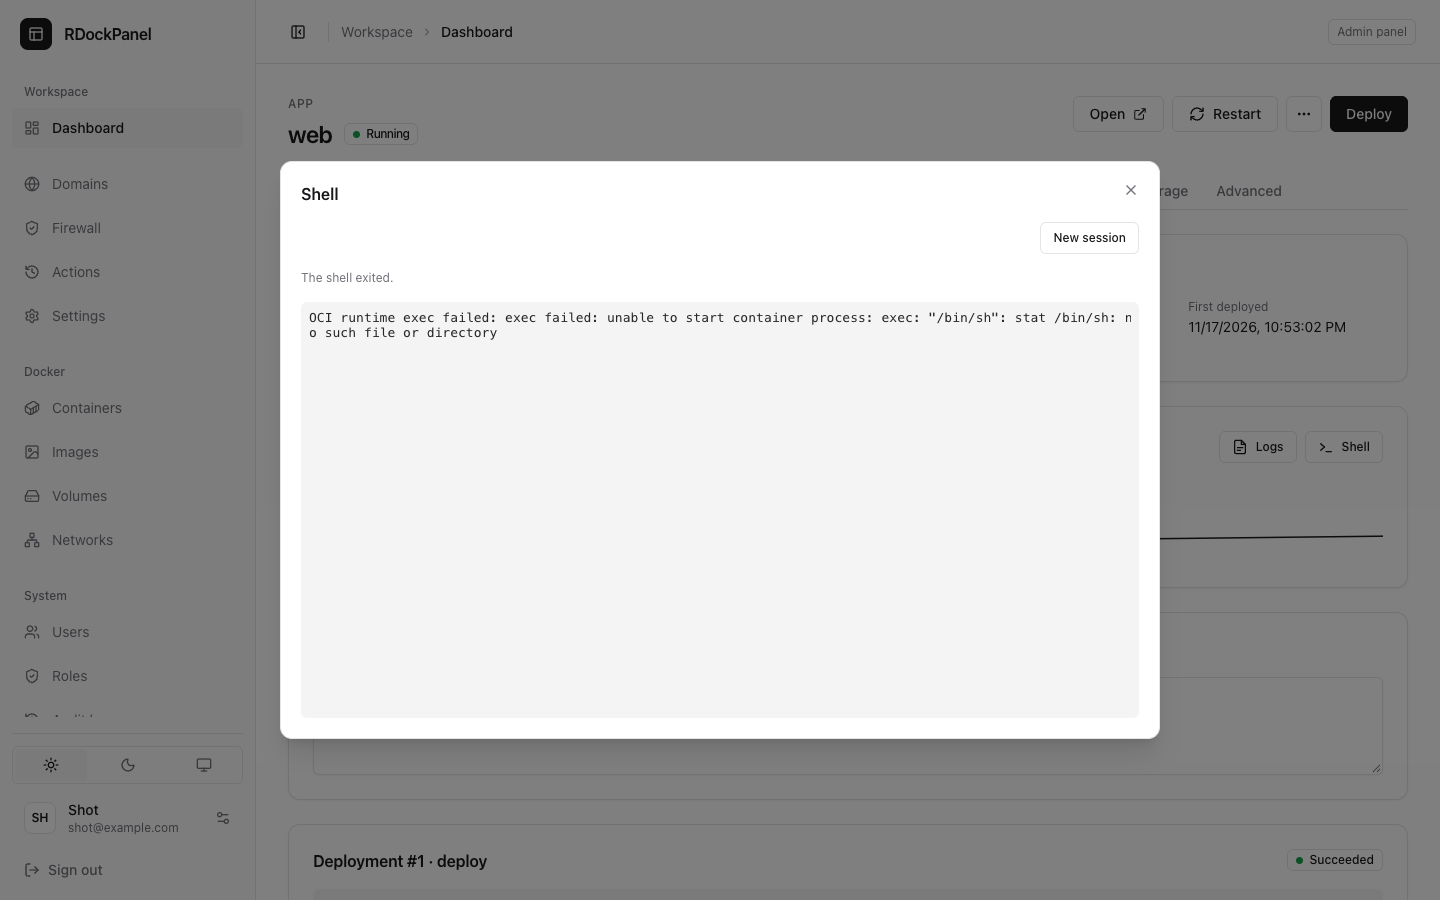 RDockPanel
Workspace
Dashboard
Domains
Firewall
Actions
Settings
Docker
Containers
Images
Volumes
Networks
System
Users
Roles
SH
Shot
shot@example.com
Sign out
Workspace > Dashboard
Admin panel
APP
web
Running
Open
Restart
Deploy
Advanced
Shell
New session
The shell exited.
OCI runtime exec failed: exec failed: unable to start container process: exec: "/bin/sh": stat /bin/sh: n
o such file or directory
First deployed
11/17/2026, 10:53:02 PM
Logs
Shell
Deployment #1 · deploy
Succeeded